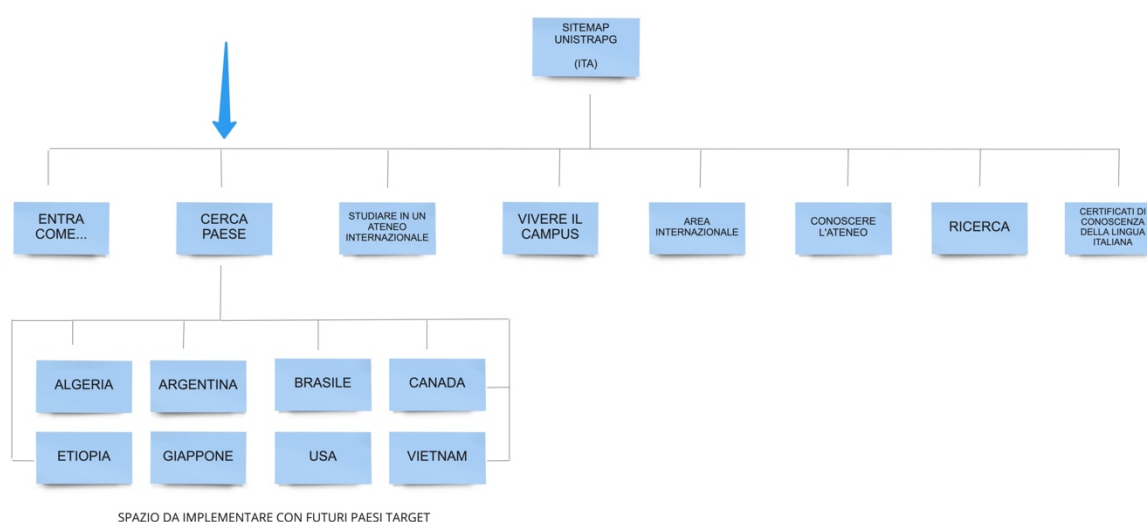 SITEMAP
UNISTRAPG
(ITA)
ENTRA
COME...
CERCA
PAESE
STUDIARE IN UN
ATENEO
INTERNAZIONALE
VIVERE IL
CAMPUS
AREA
INTERNAZIONALE
CONOSCERE
L'ATENEO
RICERCA
CERTIFICATI DI
CONOSCENZA
DELLA LINGUA
ITALIANA
ALGERIA
ARGENTINA
BRASILE
CANADA
ETIOPIA
GIAPPONE
USA
VIETNAM
SPAZIO DA IMPLEMENTARE CON FUTURI PAESI TARGET